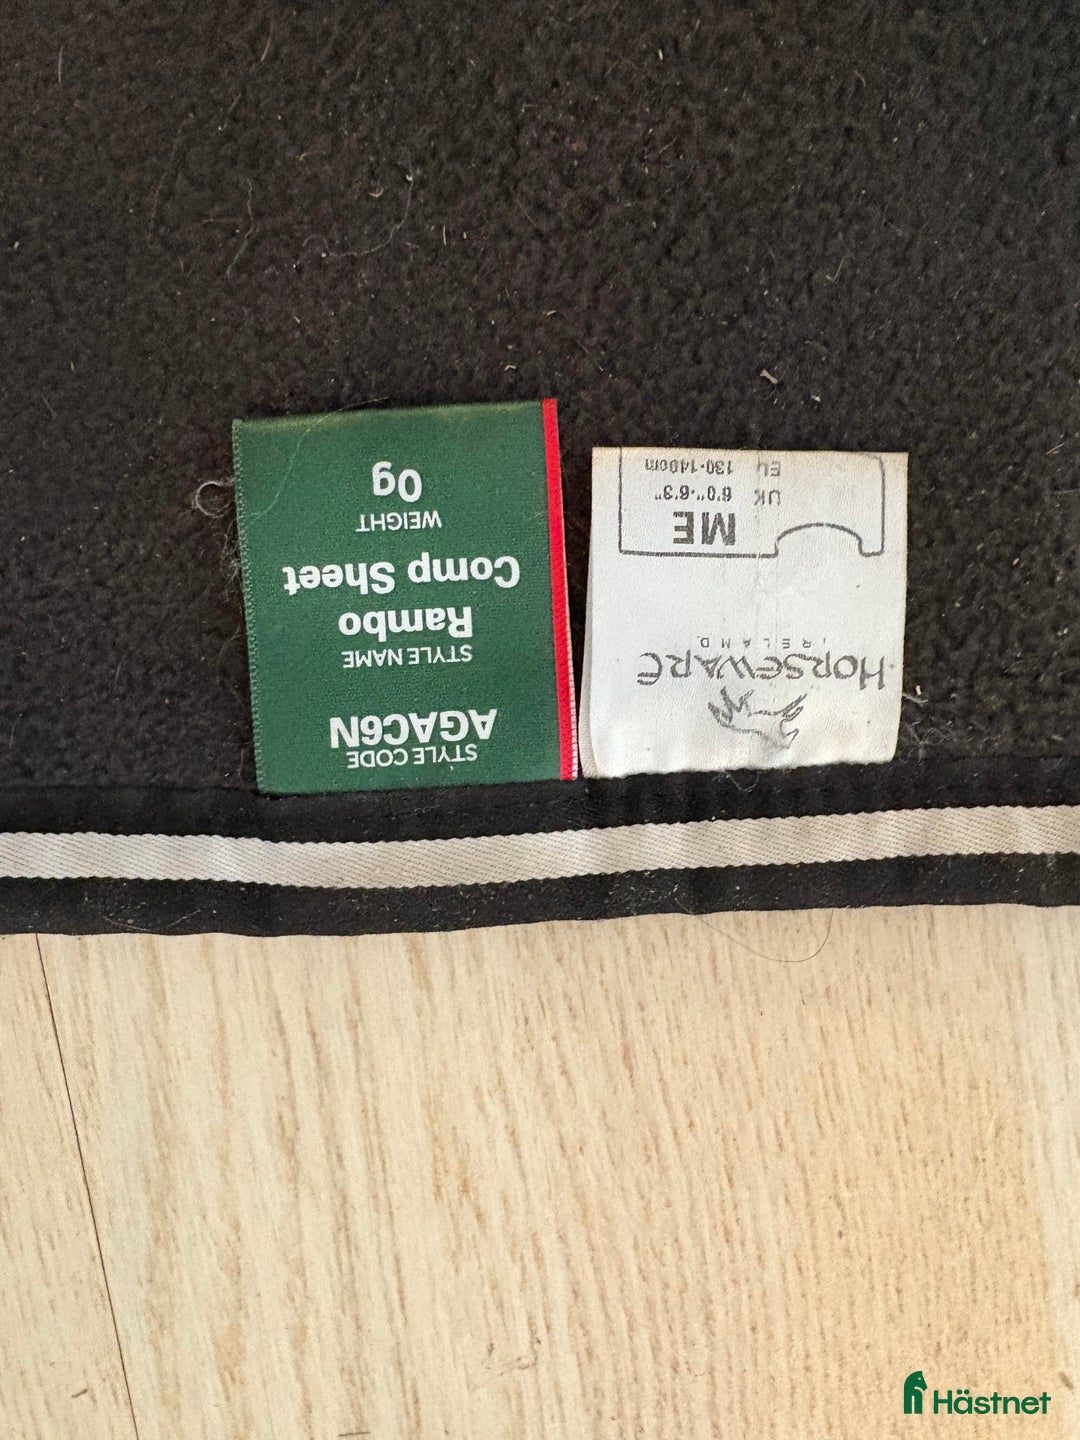 STYLE CODE
AGAC6N
STYLE NAME
Rambo
Comp Sheet
WEIGHT
0g
HORSEWARE
IRELAND
ME
UK 6'0"-6'3"
EU 130-140cm
Hästnet